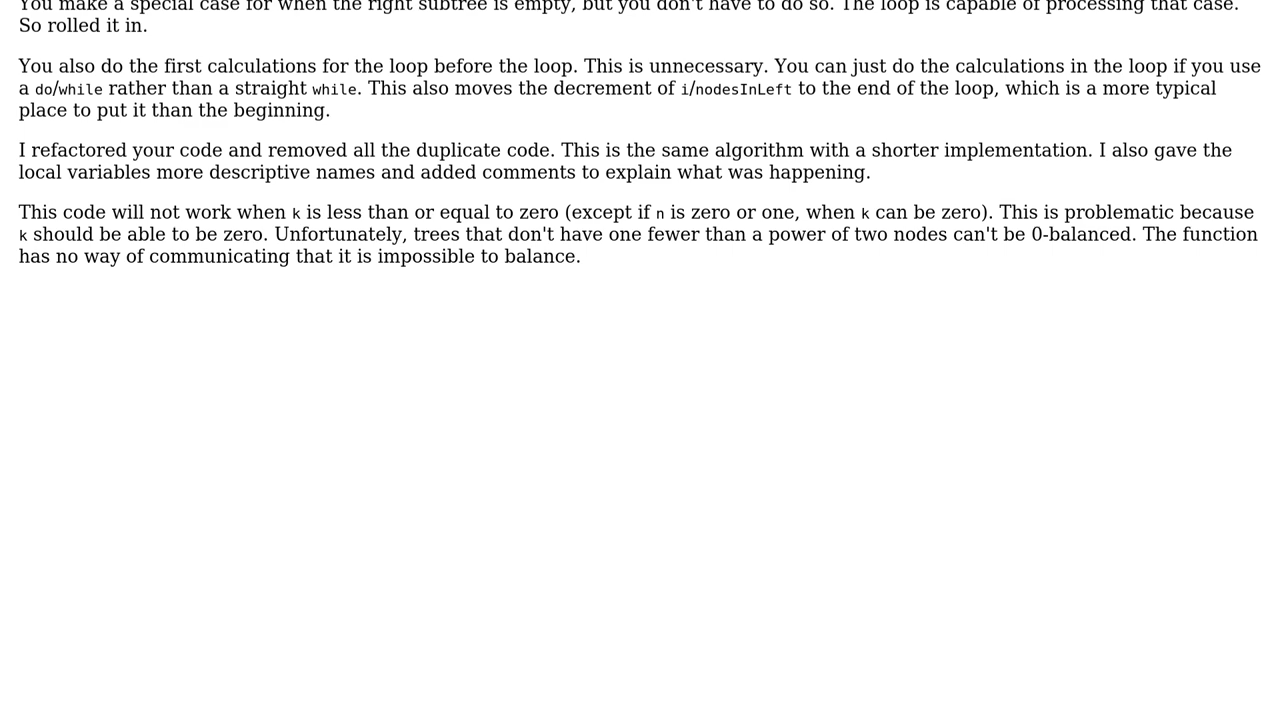 You make a special case for when the right subtree is empty, but you don't have to do so. The loop is capable of processing that case.
So rolled it in.
You also do the first calculations for the loop before the loop. This is unnecessary. You can just do the calculations in the loop if you use
a do/while rather than a straight while. This also moves the decrement of i/nodesInLeft to the end of the loop, which is a more typical
place to put it than the beginning.
I refactored your code and removed all the duplicate code. This is the same algorithm with a shorter implementation. I also gave the
local variables more descriptive names and added comments to explain what was happening.
This code will not work when k is less than or equal to zero (except if n is zero or one, when k can be zero). This is problematic because
k should be able to be zero. Unfortunately, trees that don't have one fewer than a power of two nodes can't be 0-balanced. The function
has no way of communicating that it is impossible to balance.